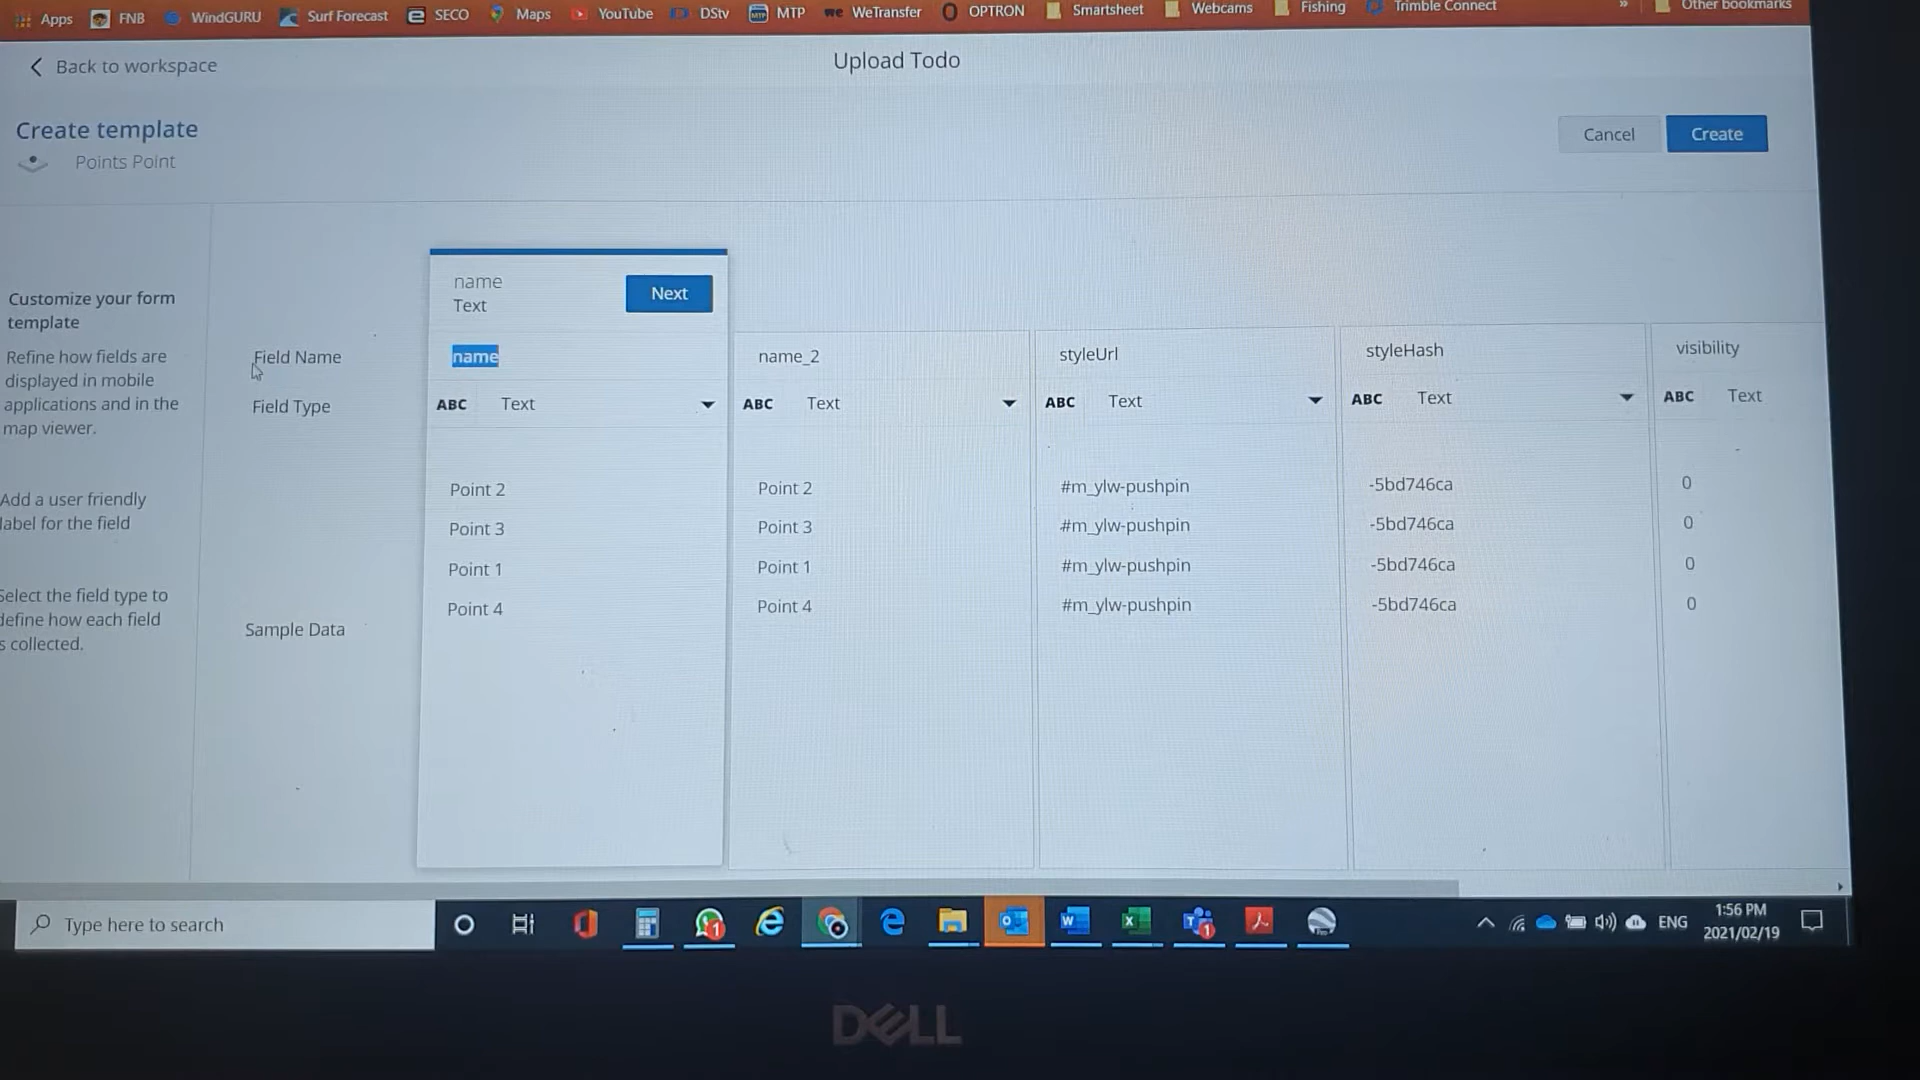 Apps FNB WindGURU Surf Forecast SECO Maps YouTube DStv MTP WeTransfer OPTRON Smartsheet Webcams Fishing Trimble Connect » Other bookmarks
Back to workspace
Upload Todo
Create template
Points Point
Cancel
Create
Customize your form
template
Refine how fields are
displayed in mobile
applications and in the
map viewer.
Add a user friendly
label for the field
Select the field type to
define how each field
s collected.
Field Name
Field Type
Sample Data
name
Text
Next
name
ABC Text
Point 2
Point 3
Point 1
Point 4
name_2
ABC Text
Point 2
Point 3
Point 1
Point 4
styleUrl
ABC Text
#m_ylw-pushpin
#m_ylw-pushpin
#m_ylw-pushpin
#m_ylw-pushpin
styleHash
ABC Text
-5bd746ca
-5bd746ca
-5bd746ca
-5bd746ca
visibility
ABC Text
0
0
0
0
Type here to search
1
1
ENG
1:56 PM
2021/02/19
DELL